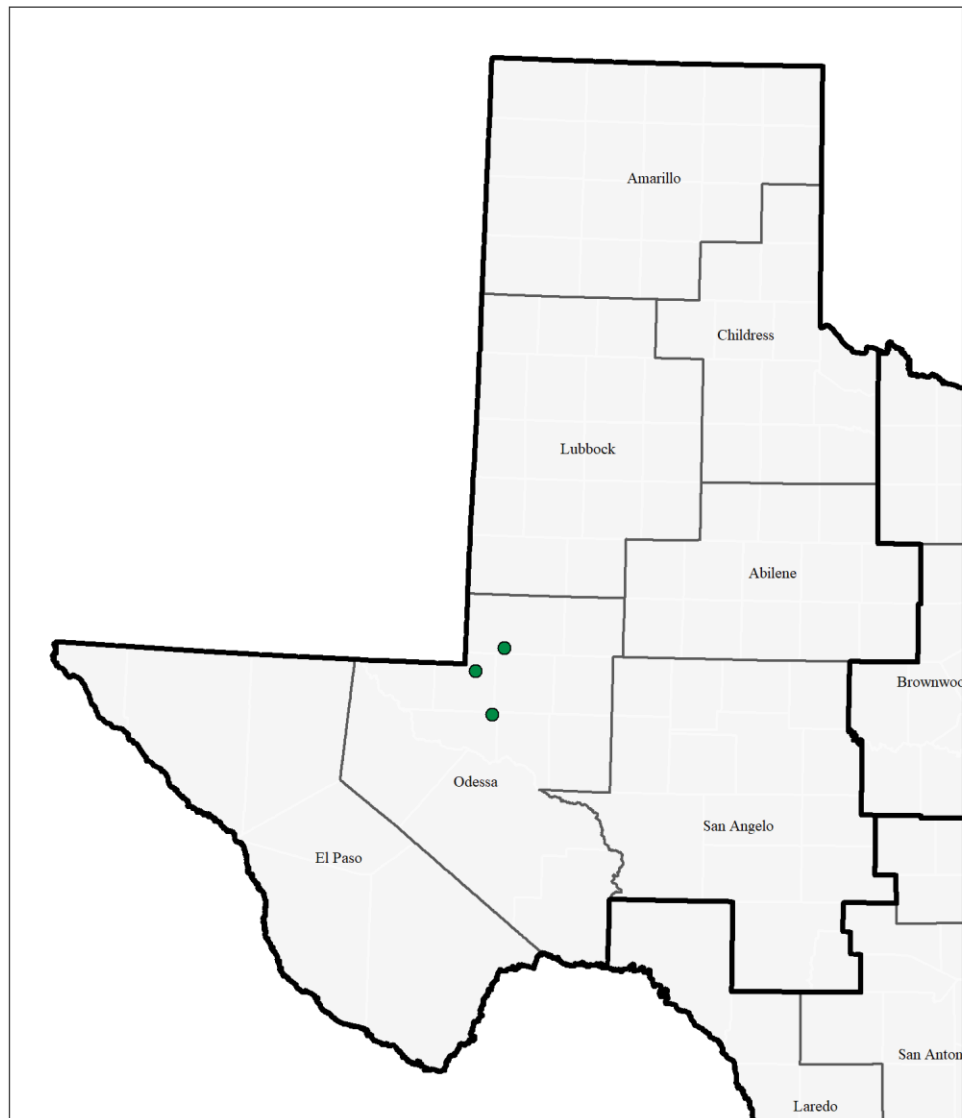 Amarillo
Childress
Lubbock
Abilene
Brownwoo
Odessa
San Angelo
El Paso
San Anton
Laredo